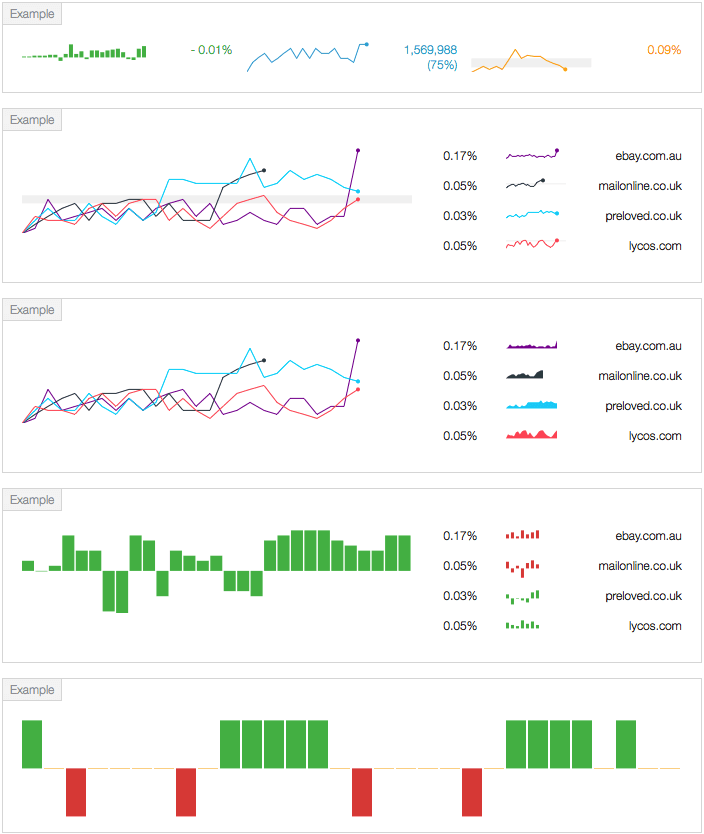 Example
- 0.01%
1,569,988
(75%)
0.09%
Example
0.17% ebay.com.au
0.05% mailonline.co.uk
0.03% preloved.co.uk
0.05% lycos.com
Example
0.17% ebay.com.au
0.05% mailonline.co.uk
0.03% preloved.co.uk
0.05% lycos.com
Example
0.17% ebay.com.au
0.05% mailonline.co.uk
0.03% preloved.co.uk
0.05% lycos.com
Example